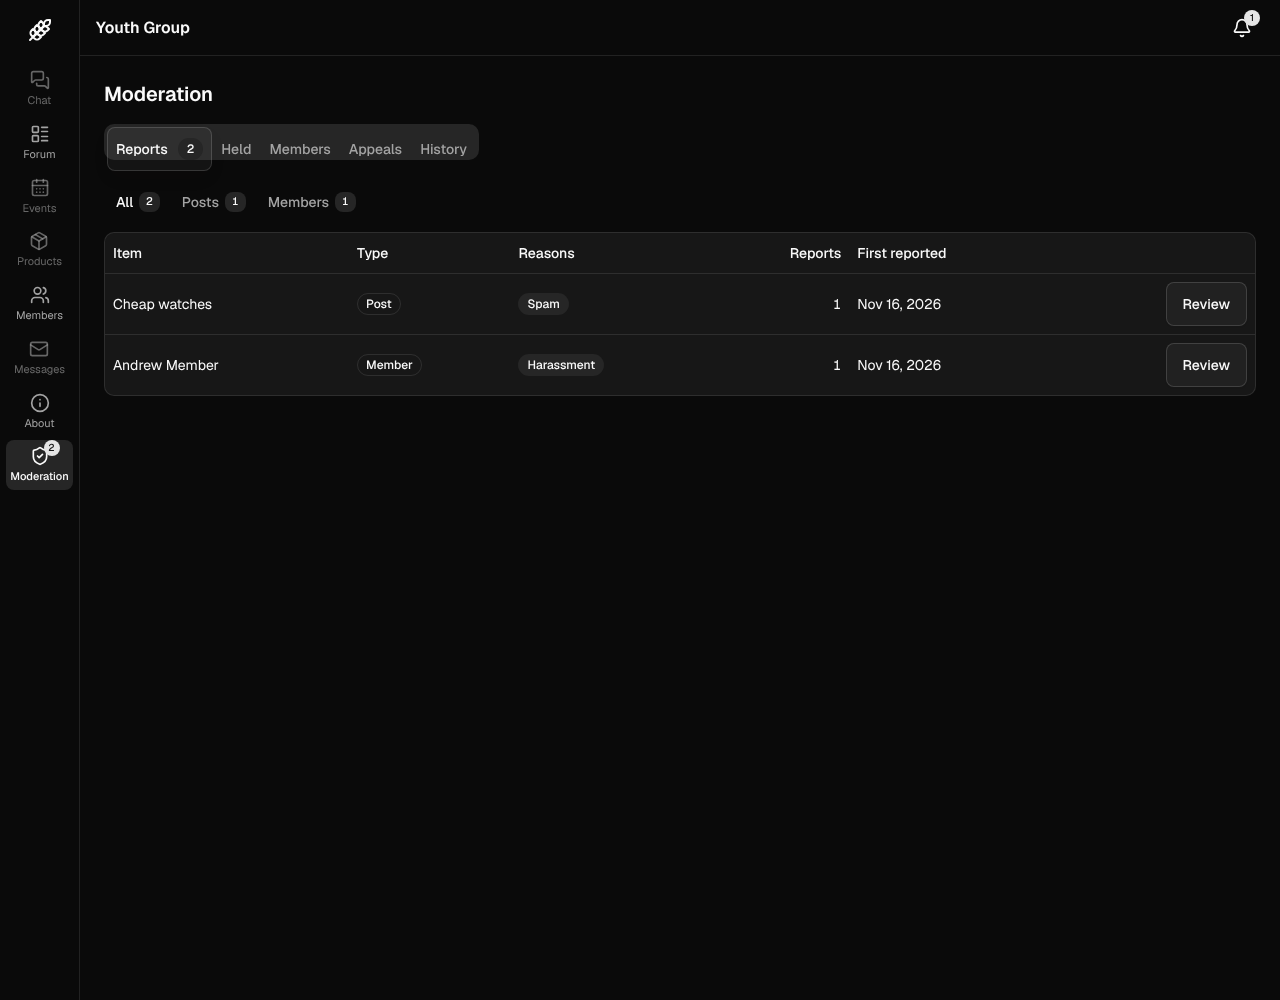 Youth Group
1
Chat
Forum
Events
Products
Members
Messages
About
2
Moderation
Moderation
Reports 2 Held Members Appeals History
All 2 Posts 1 Members 1
Item Type Reasons Reports First reported
Cheap watches Post Spam 1 Nov 16, 2026 Review
Andrew Member Member Harassment 1 Nov 16, 2026 Review